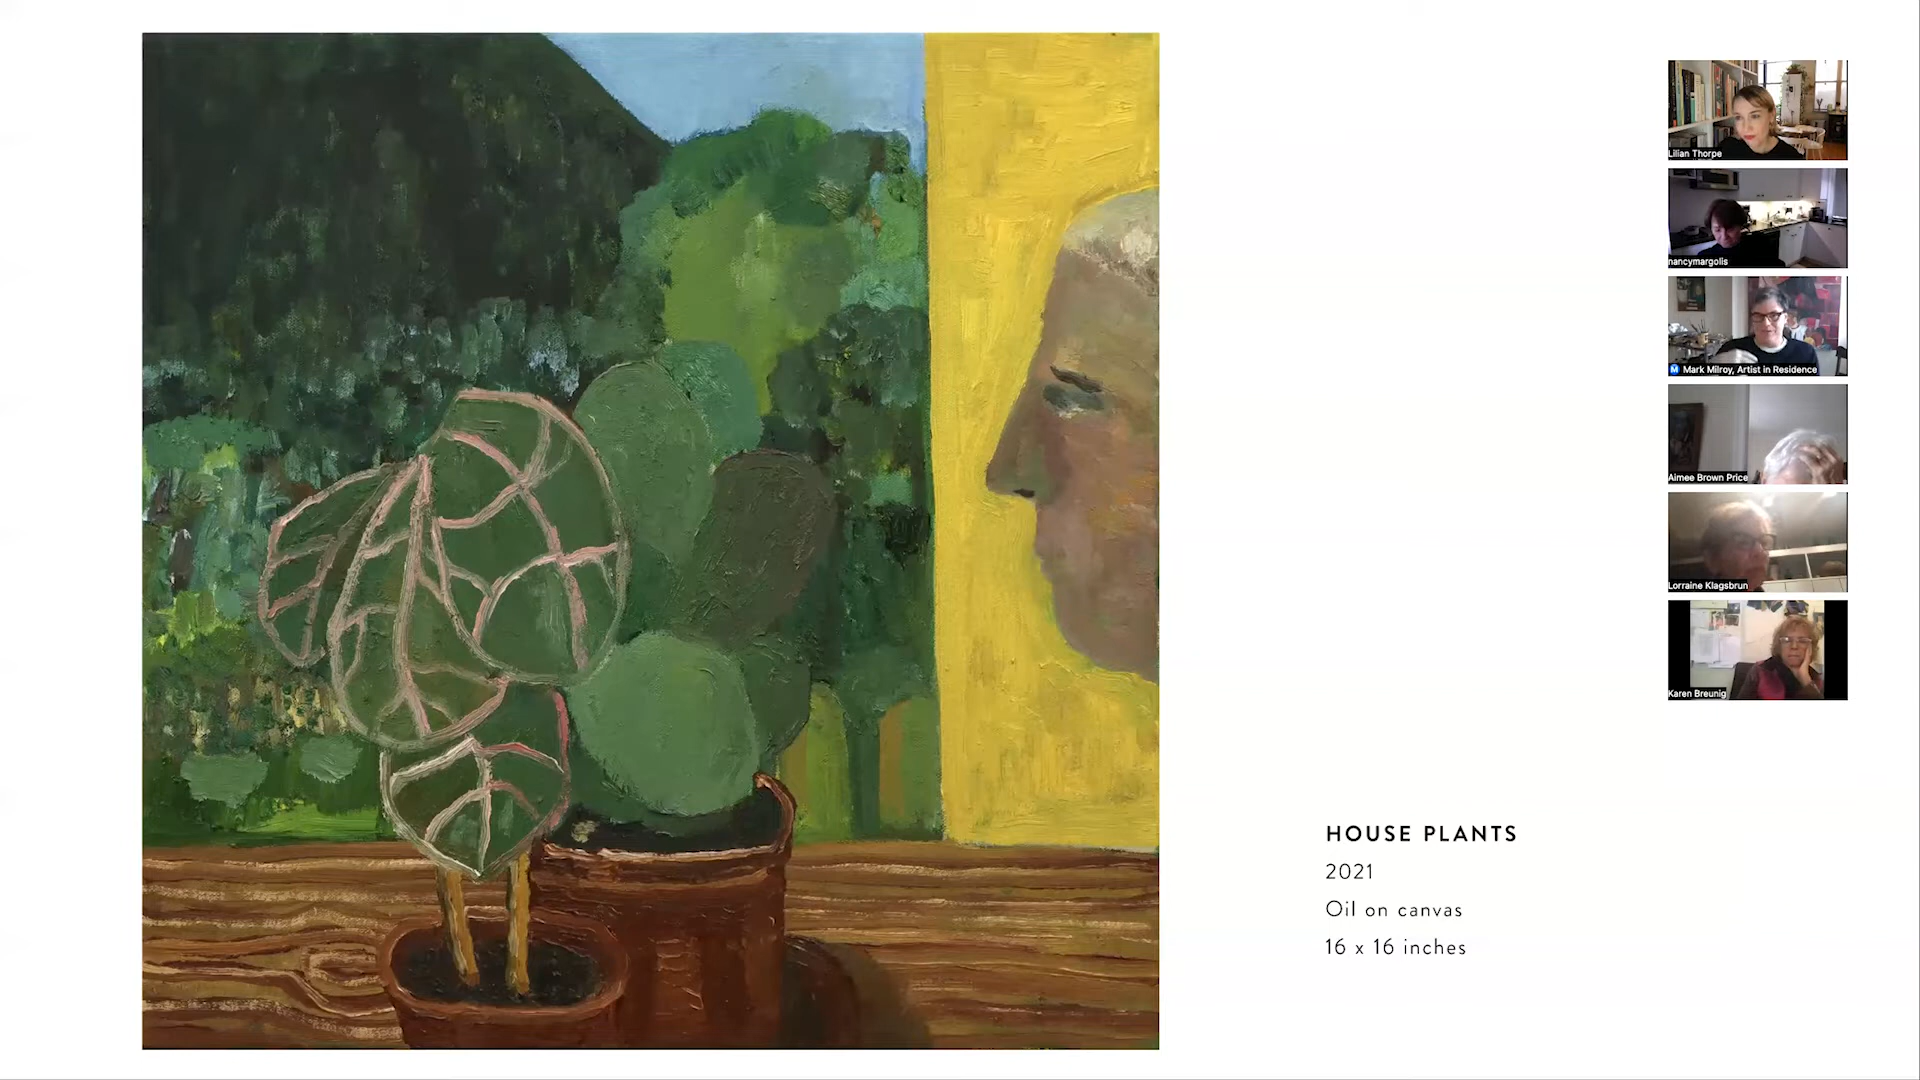 Lilian Thorpe
nancymargolis
Mark Milroy, Artist in Residence
Aimee Brown Price
Lorraine Klagsbrun
Karen Breunig
HOUSE PLANTS
2021
Oil on canvas
16 x 16 inches